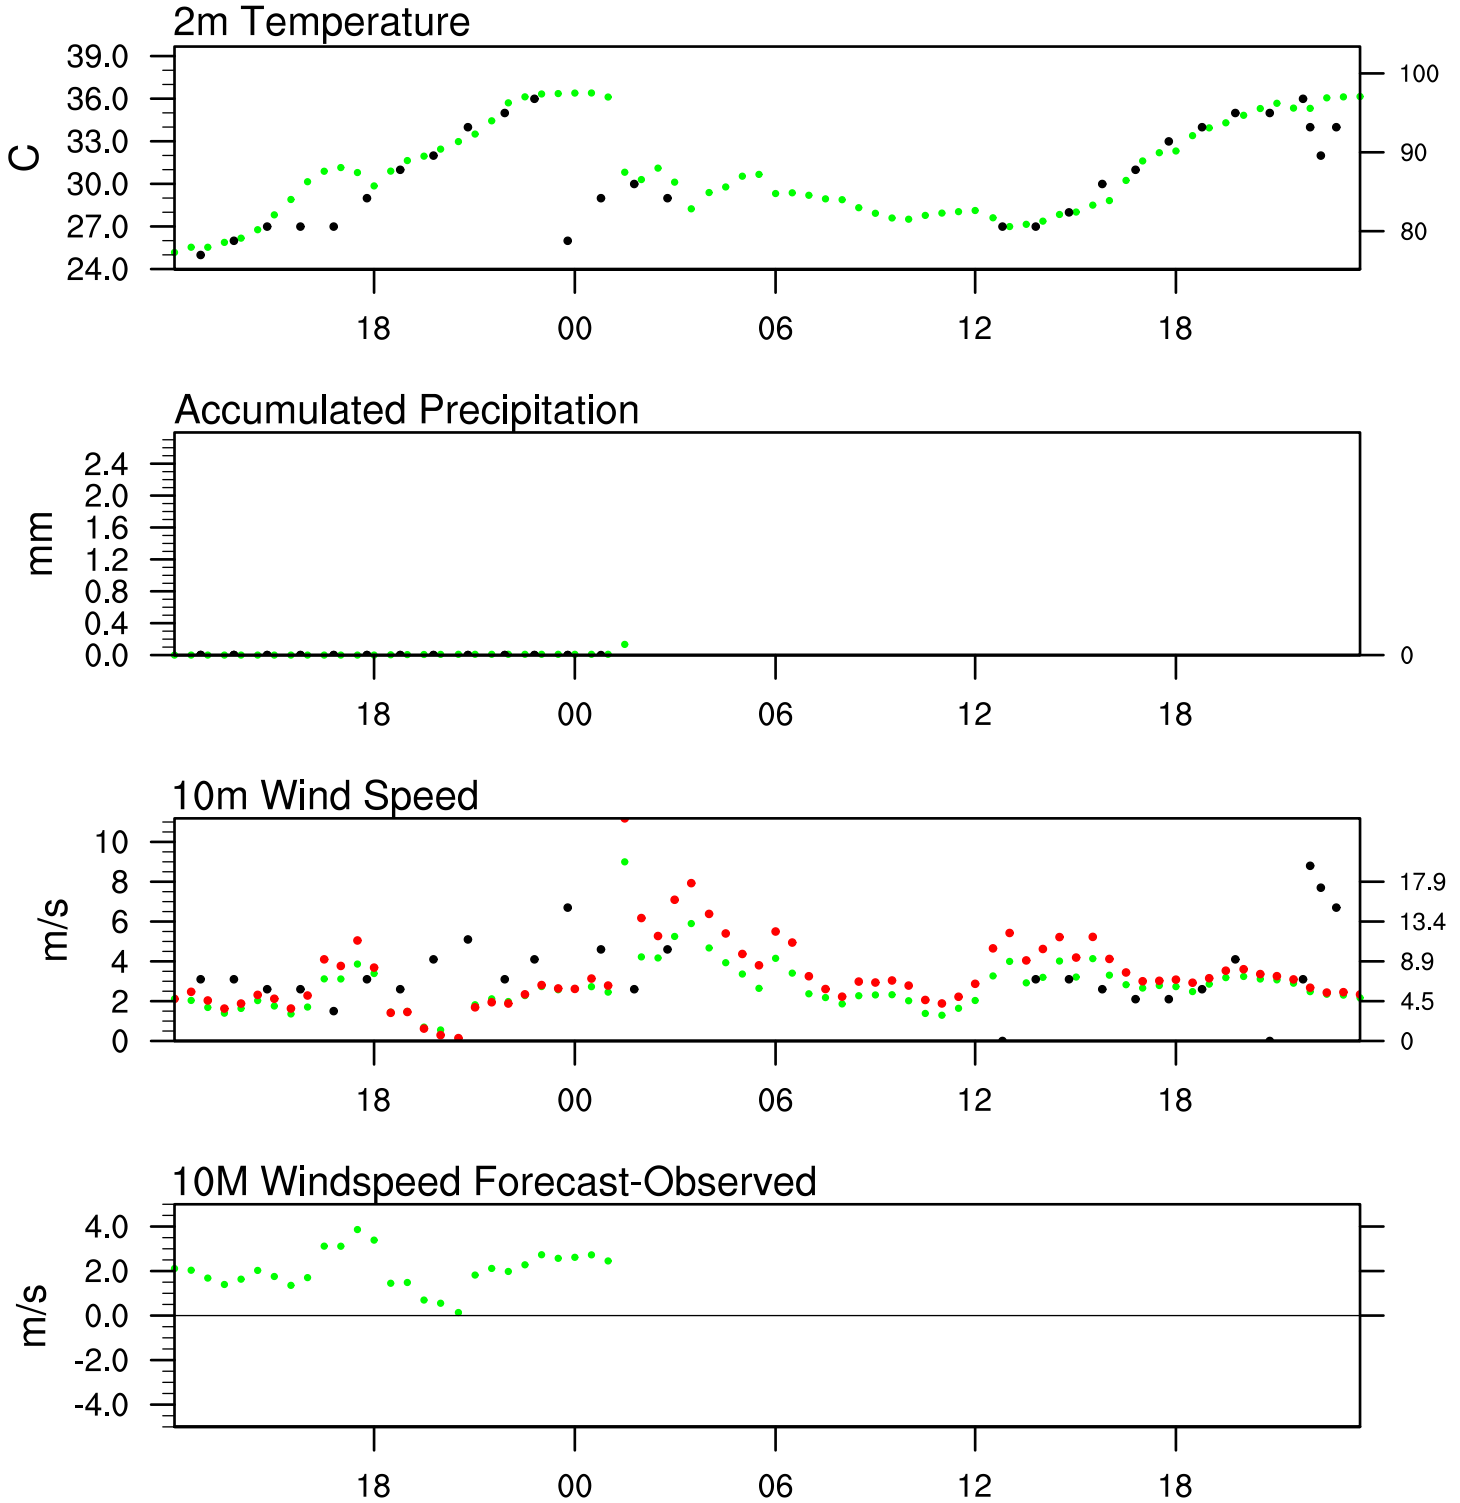 2m Temperature
39.0
36.0
33.0
30.0
27.0
24.0
C
100
90
80
18 00 06 12 18
Accumulated Precipitation
2.4
2.0
1.6
1.2
0.8
0.4
0.0
mm
0
18 00 06 12 18
10m Wind Speed
10
8
6
4
2
0
m/s
17.9
13.4
8.9
4.5
0
18 00 06 12 18
10M Windspeed Forecast-Observed
4.0
2.0
0.0
-2.0
-4.0
m/s
18 00 06 12 18